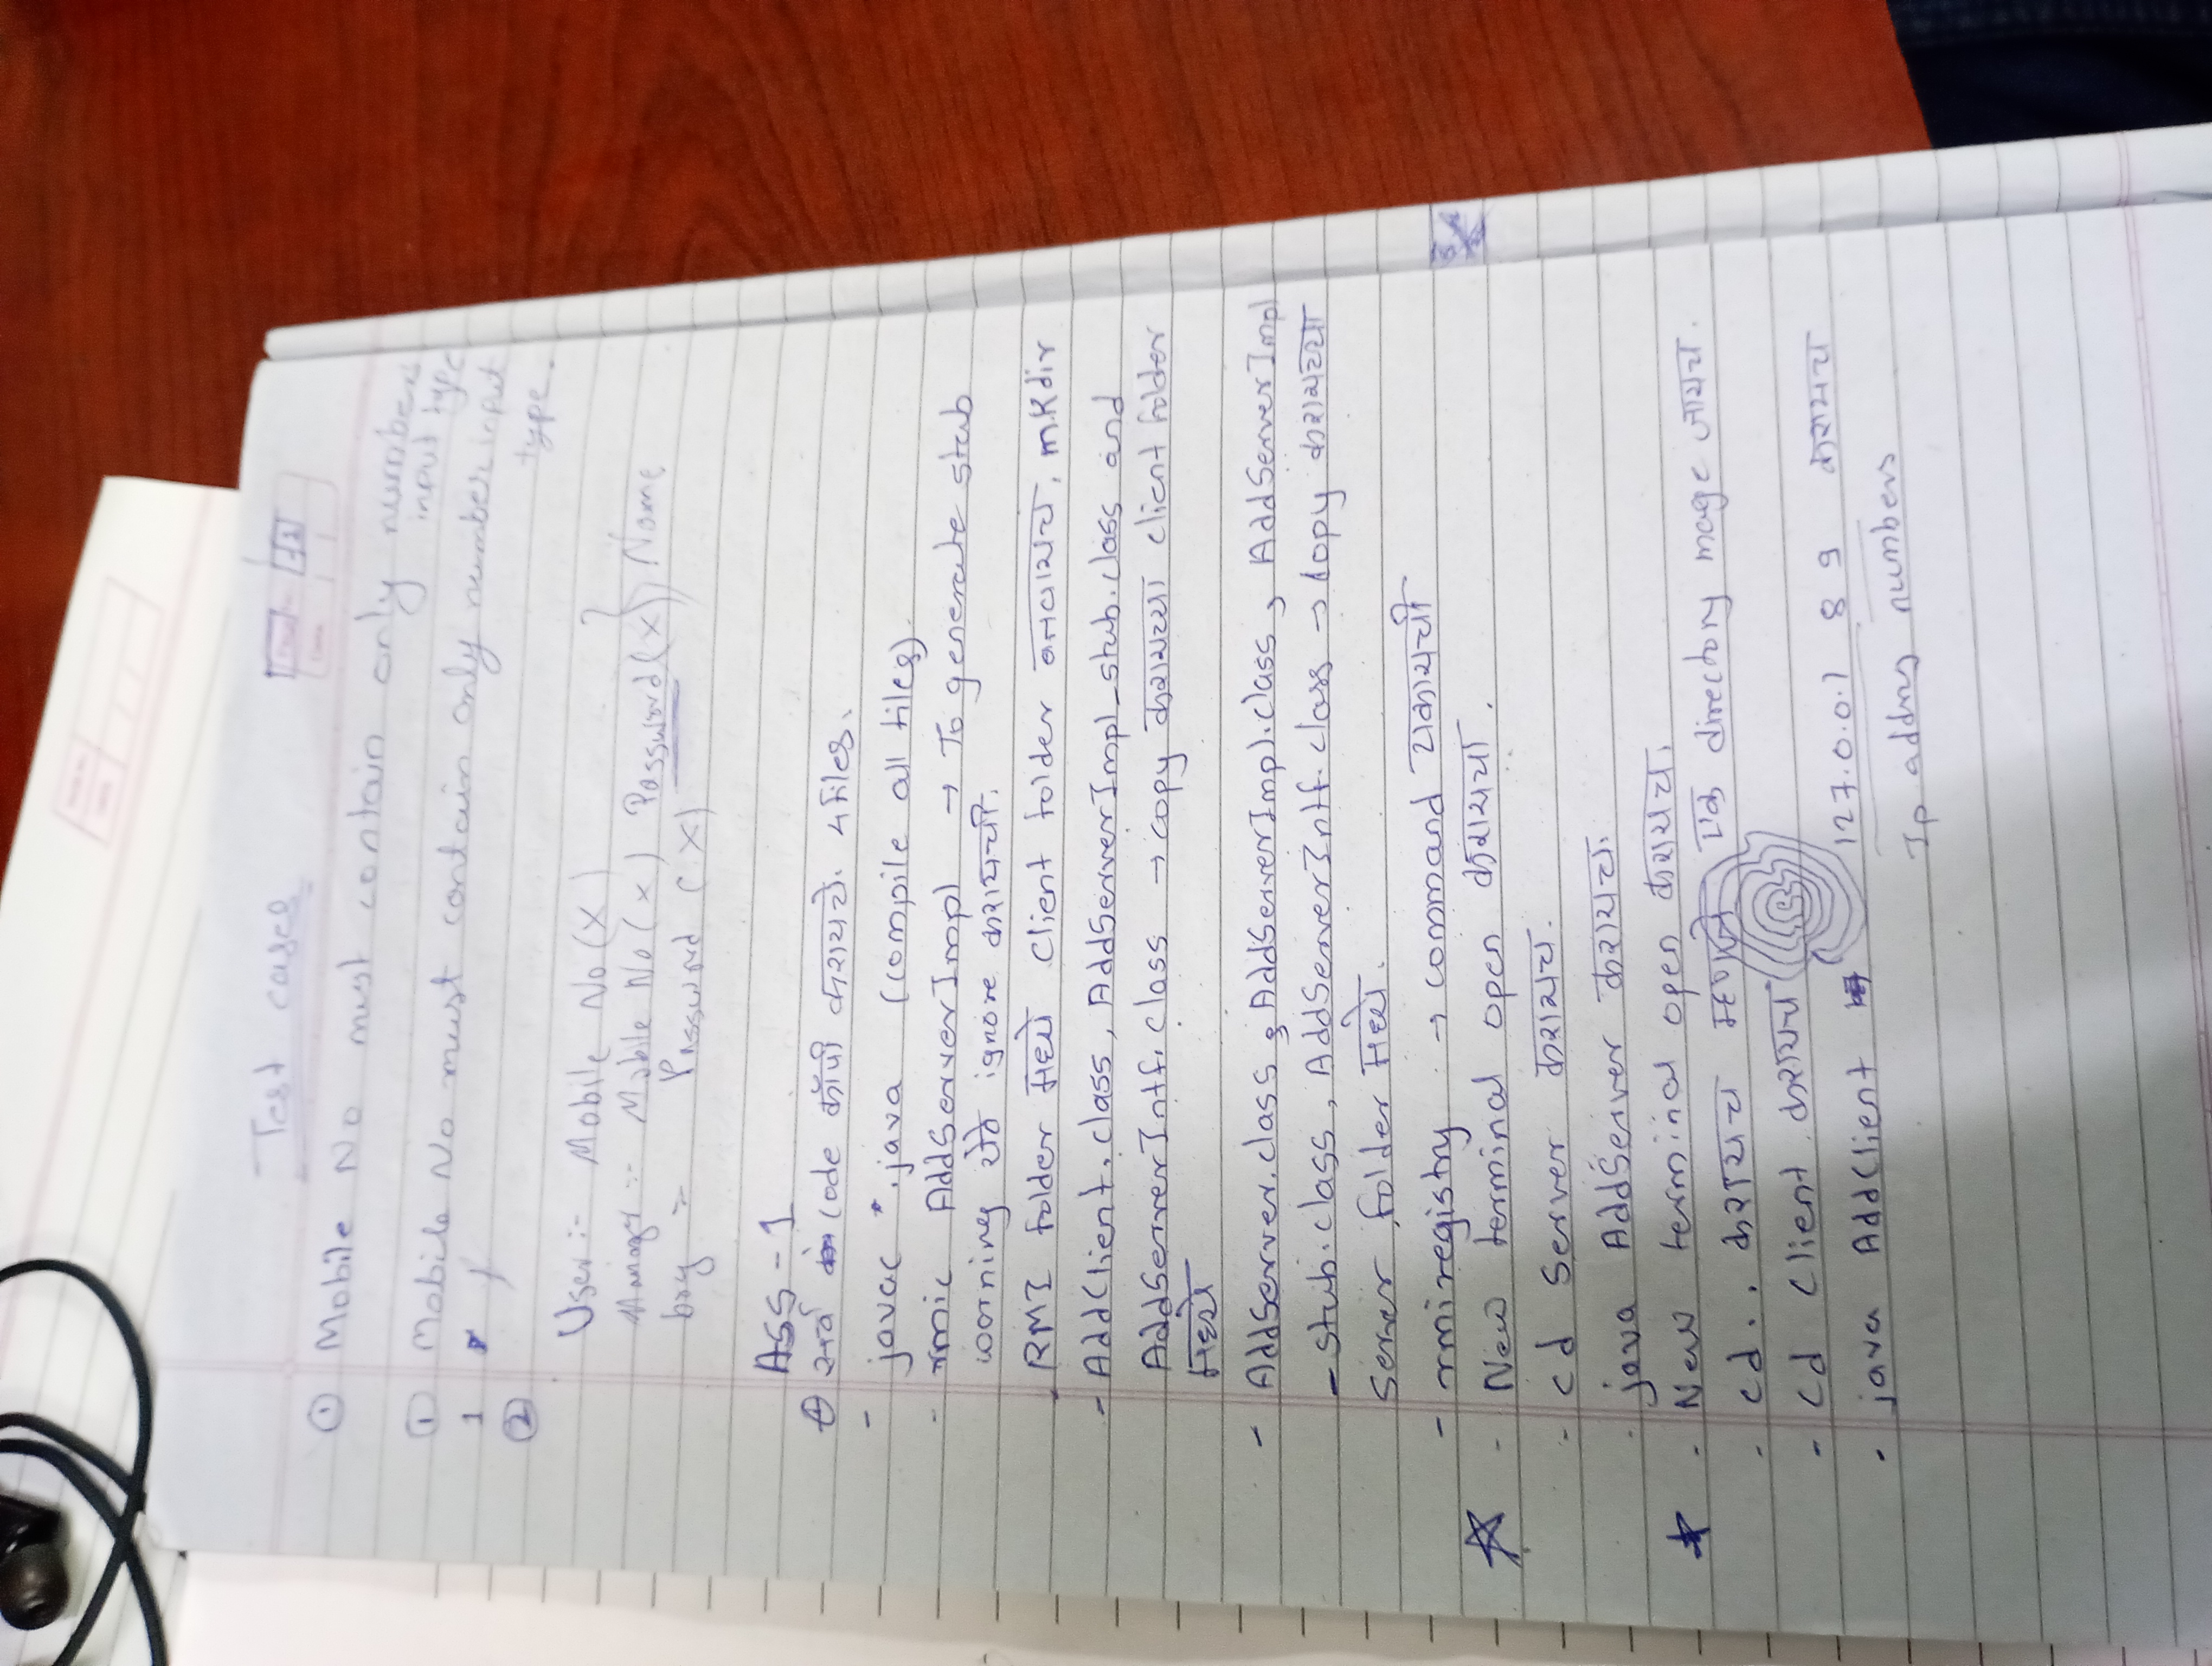 Test cases
① Mobile No must contain only numbers
input type
① Mobile No must contain only number input
type.
1
②
User :- Mobile No (X)
Manager :- Mobile No (X) Password (X) } Name
boy :- Password (X)
ASS - 1
सर्व code कॉपी करायचे. 4 files.
- javac *.java (compile all files)
- rmic AddServerImpl → To generate stub
worning येते ignore करायची.
- RMI folder मध्ये Client folder बनवायच, mkdir
- AddClient.class, AddServerImpl_stub.class and
AddServerIntf.class → copy करायच्या client folder
मध्ये
- AddServer.class, AddServerImpl.class, AddServerImpl
_stub.class, AddServerIntf.class → copy करायच्या
Server folder मध्ये.
- rmiregistry → command टाकायची
- New terminal open करायचा.
- cd Server करायच.
- java AddServer करायच.
- New terminal open करायच.
- cd.. करायच म्हणजे एक directory mage जायच.
- cd Client करायच
- java AddClient 127.0.0.1 8 9 करायच
Ip addrs numbers